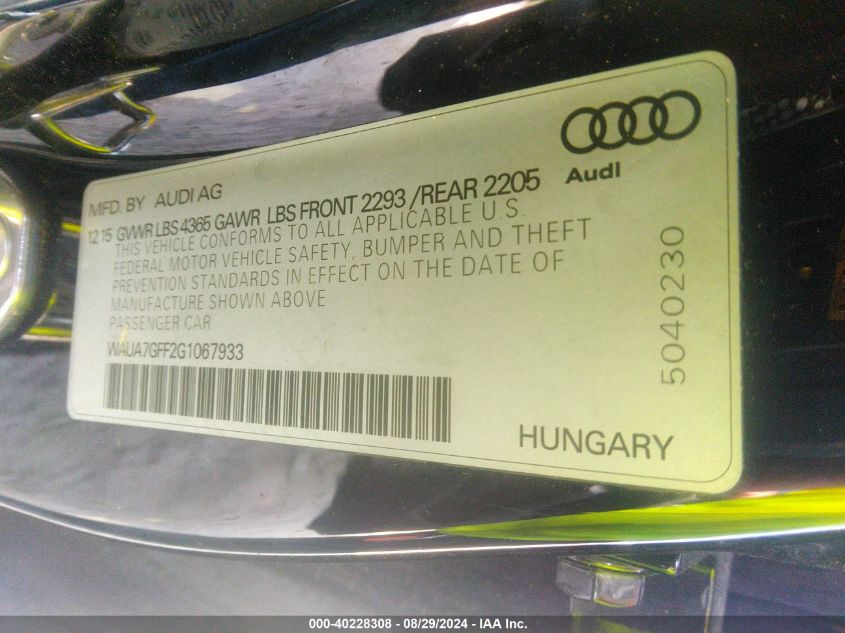 Audi
MFD. BY AUDI AG
12 15 GVWR LBS 4365 GAWR LBS FRONT 2293 /REAR 2205
THIS VEHICLE CONFORMS TO ALL APPLICABLE U.S.
FEDERAL MOTOR VEHICLE SAFETY, BUMPER AND THEFT
PREVENTION STANDARDS IN EFFECT ON THE DATE OF
MANUFACTURE SHOWN ABOVE
PASSENGER CAR
WAUA7GFF2G1067933
5040230
HUNGARY
000-40228308 - 08/29/2024 - IAA Inc.